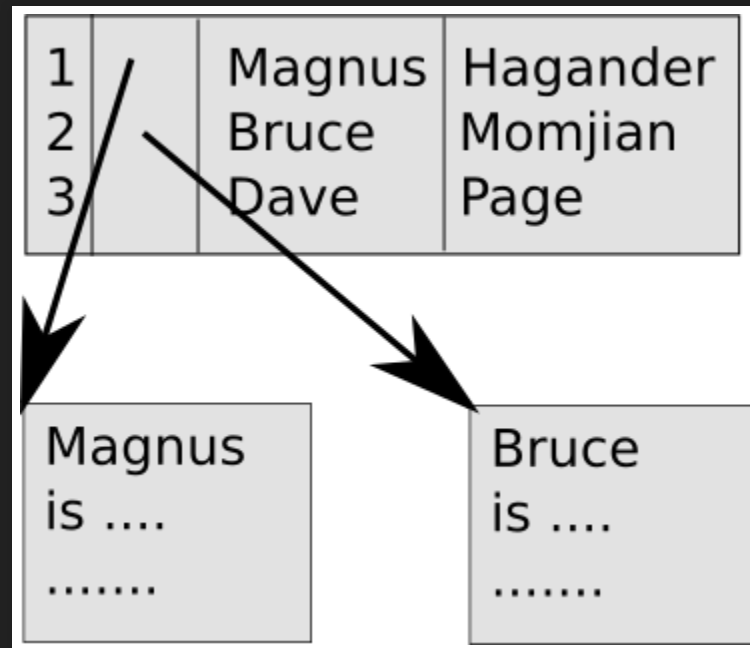 1 Magnus Hagander
2 Bruce Momjian
3 Dave Page
Magnus
is ....
.......
Bruce
is ....
.......